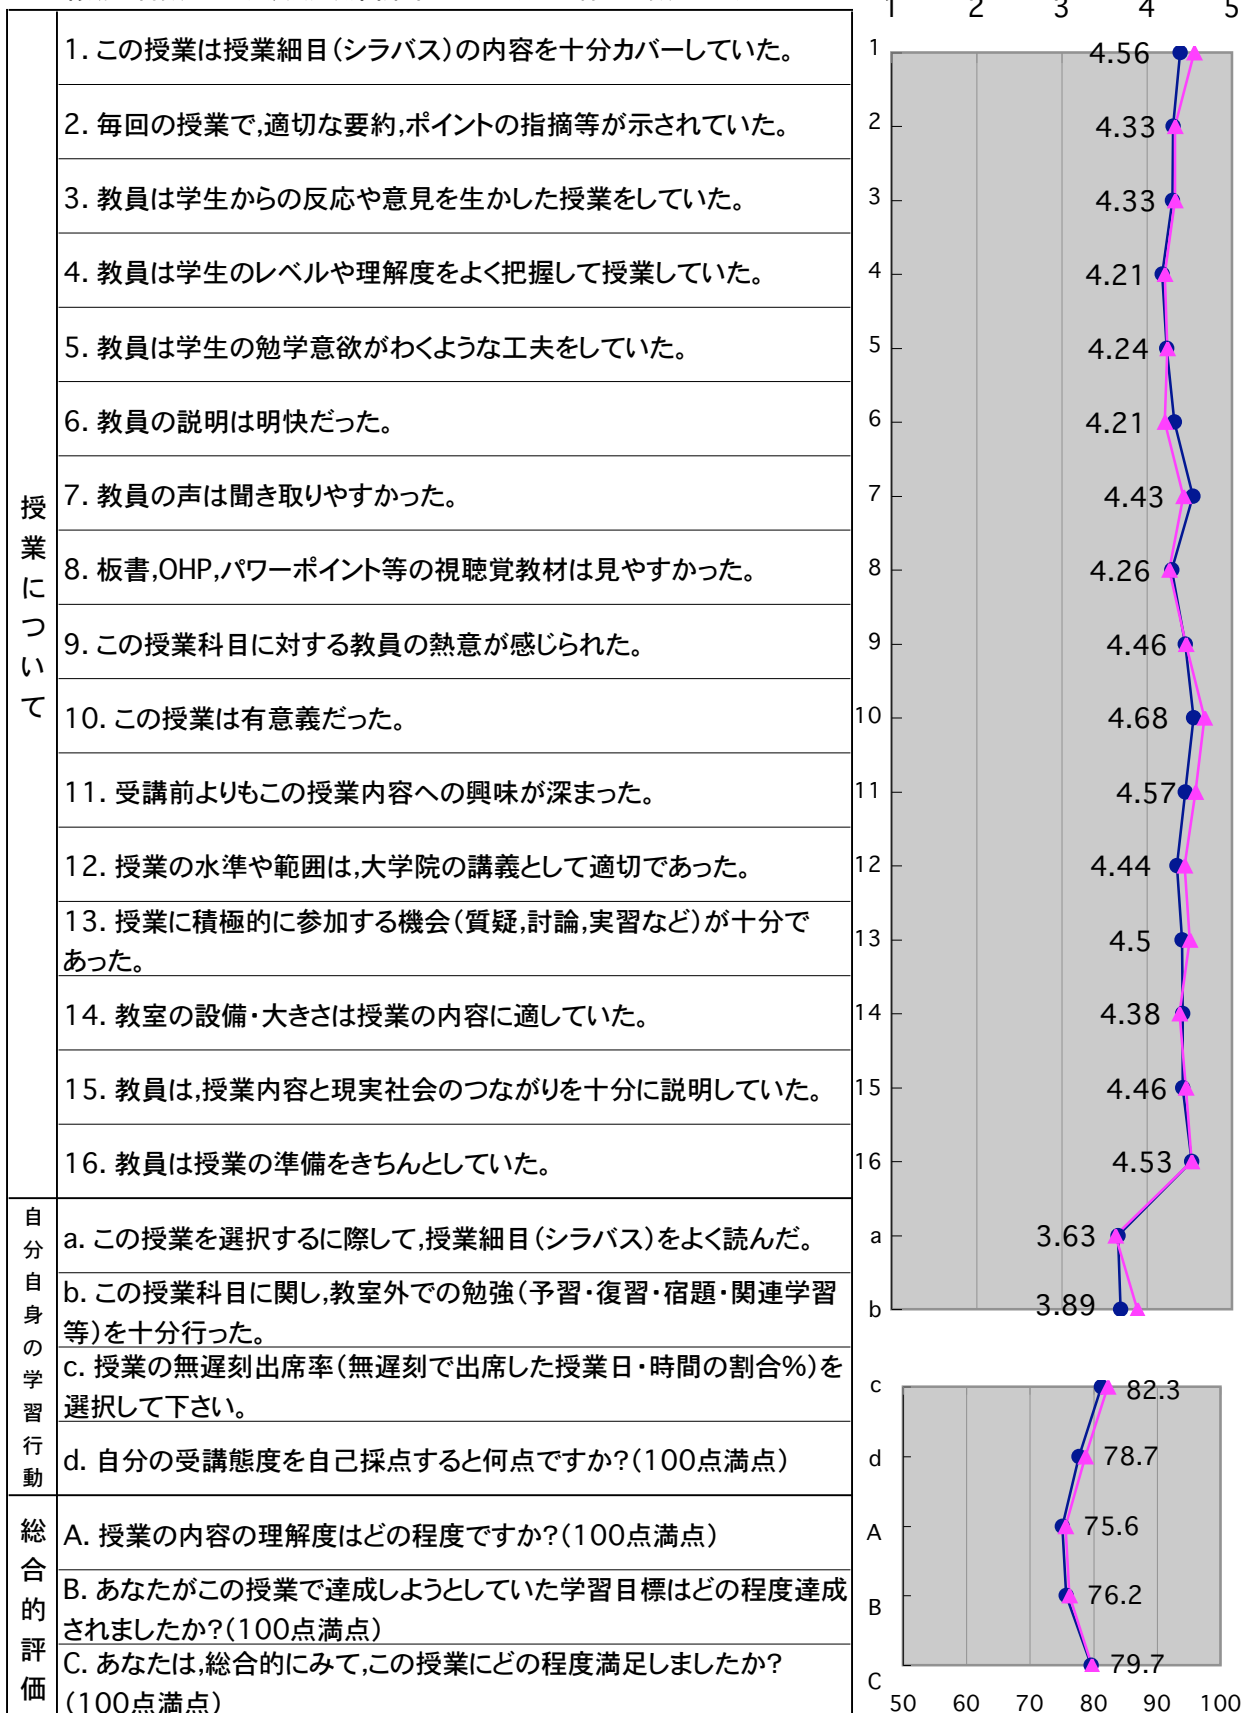 1 2 3 4 5
授業について
1. この授業は授業細目(シラバス)の内容を十分カバーしていた。
2. 毎回の授業で,適切な要約,ポイントの指摘等が示されていた。
3. 教員は学生からの反応や意見を生かした授業をしていた。
4. 教員は学生のレベルや理解度をよく把握して授業していた。
5. 教員は学生の勉学意欲がわくような工夫をしていた。
6. 教員の説明は明快だった。
7. 教員の声は聞き取りやすかった。
8. 板書,OHP,パワーポイント等の視聴覚教材は見やすかった。
9. この授業科目に対する教員の熱意が感じられた。
10. この授業は有意義だった。
11. 受講前よりもこの授業内容への興味が深まった。
12. 授業の水準や範囲は,大学院の講義として適切であった。
13. 授業に積極的に参加する機会(質疑,討論,実習など)が十分で
あった。
14. 教室の設備・大きさは授業の内容に適していた。
15. 教員は,授業内容と現実社会のつながりを十分に説明していた。
16. 教員は授業の準備をきちんとしていた。
自分自身の学習行動
a. この授業を選択するに際して,授業細目(シラバス)をよく読んだ。
b. この授業科目に関し,教室外での勉強(予習・復習・宿題・関連学習
等)を十分行った。
c. 授業の無遅刻出席率(無遅刻で出席した授業日・時間の割合%)を
選択して下さい。
d. 自分の受講態度を自己採点すると何点ですか?(100点満点)
総合的評価
A. 授業の内容の理解度はどの程度ですか?(100点満点)
B. あなたがこの授業で達成しようとしていた学習目標はどの程度達成
されましたか?(100点満点)
C. あなたは,総合的にみて,この授業にどの程度満足しましたか?
(100点満点)
1 4.56
2 4.33
3 4.33
4 4.21
5 4.24
6 4.21
7 4.43
8 4.26
9 4.46
10 4.68
11 4.57
12 4.44
13 4.5
14 4.38
15 4.46
16 4.53
a 3.63
b 3.89
c 82.3
d 78.7
A 75.6
B 76.2
C 79.7
50 60 70 80 90 100